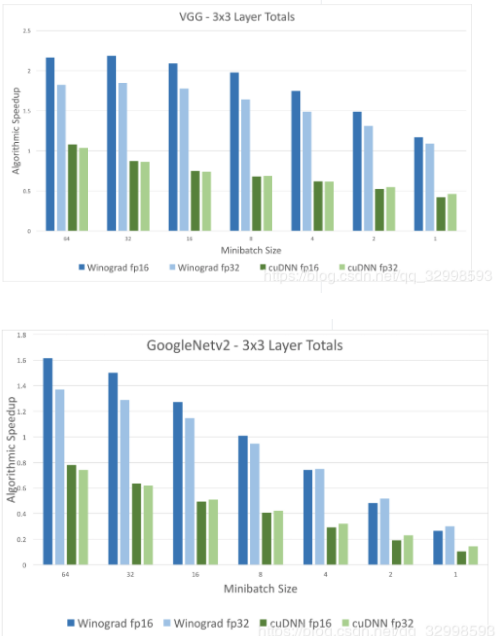 VGG - 3x3 Layer Totals
2.5
2
1.5
1
0.5
0
Algorithmic Speedup
64 32 16 8 4 2 1
Minibatch Size
Winograd fp16 Winograd fp32 cuDNN fp16 cuDNN fp32
https://blog.csdn.net/qq_32998593
GoogleNetv2 - 3x3 Layer Totals
1.8
1.6
1.4
1.2
1
0.8
0.6
0.4
0.2
0
Algorithmic Speedup
64 32 16 8 4 2 1
Minibatch Size
Winograd fp16 Winograd fp32 cuDNN fp16 cuDNN fp32
https://blog.csdn.net/qq_32998593